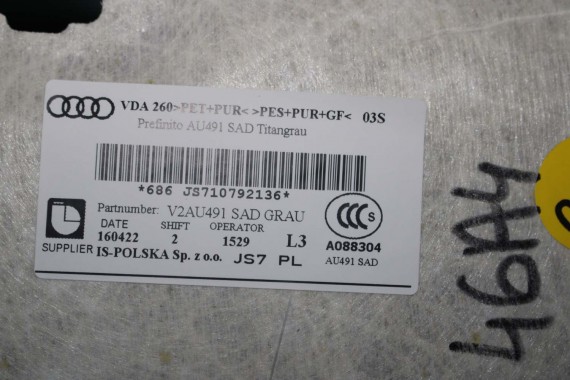 VDA 260>PET+PUR< >PES+PUR+GF< 03S
Prefinito AU491 SAD Titangrau
*686 JS710792136*
Partnumber: V2AU491 SAD GRAU
DATE SHIFT OPERATOR
160422 2 1529 L3
SUPPLIER IS-POLSKA Sp. z o.o. JS7 PL
CCC S
A088304
AU491 SAD
46A4